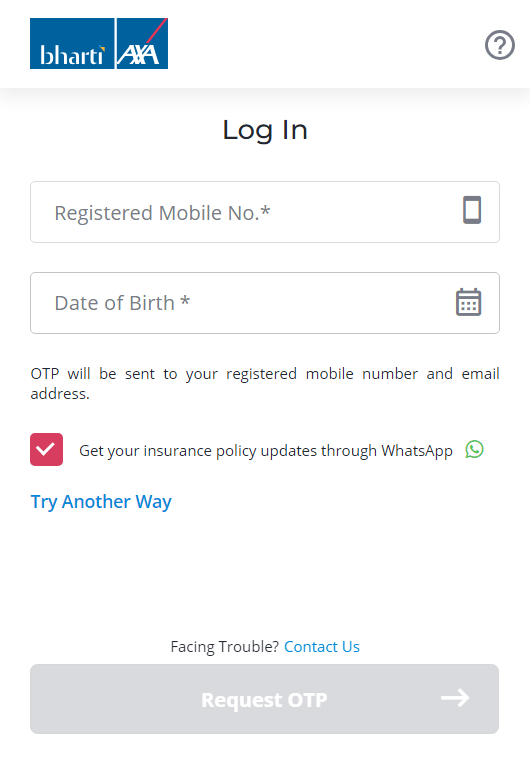 bharti AXA
Log In
Registered Mobile No.*
Date of Birth *
OTP will be sent to your registered mobile number and email
address.
Get your insurance policy updates through WhatsApp
Try Another Way
Facing Trouble? Contact Us
Request OTP